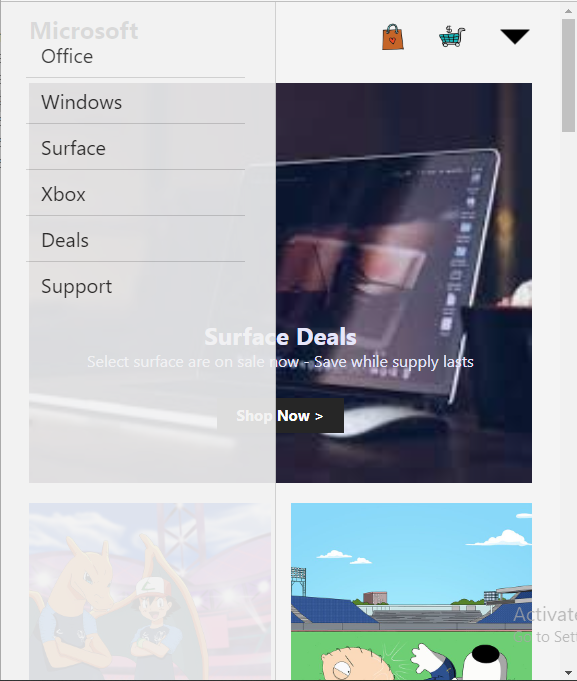 Microsoft
Office
Windows
Surface
Xbox
Deals
Support
Surface Deals
Select surface are on sale now - Save while supply lasts
Shop Now >
Activate
to Sett